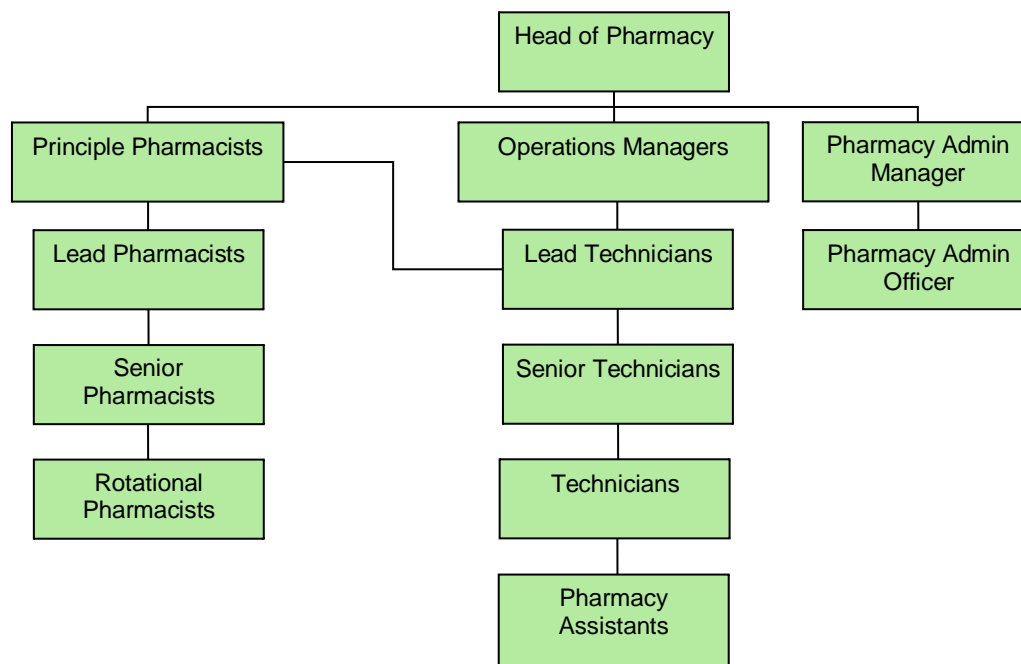 Head of Pharmacy
Principle Pharmacists
Operations Managers
Pharmacy Admin
Manager
Lead Pharmacists
Lead Technicians
Pharmacy Admin
Officer
Senior
Pharmacists
Senior Technicians
Rotational
Pharmacists
Technicians
Pharmacy
Assistants